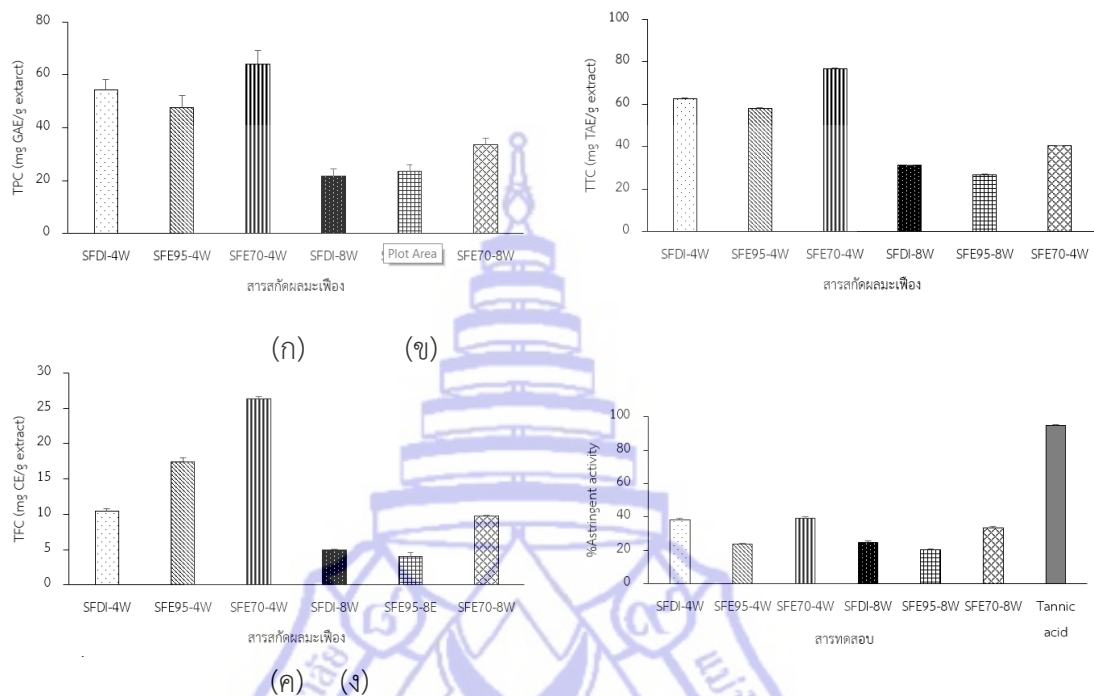 80
60
40
20
0
TPC (mg GAE/g extarct)
SFDI-4W SFE95-4W SFE70-4W SFDI-8W Plot Area SFE70-8W
สารสกัดผลมะเฟือง
100
80
60
40
20
0
TTC (mg TAE/g extract)
SFDI-4W SFE95-4W SFE70-4W SFDI-8W SFE95-8W SFE70-4W
สารสกัดผลมะเฟือง
(ก) (ข)
30
25
20
15
10
5
0
TFC (mg CE/g extract)
SFDI-4W SFE95-4W SFE70-4W SFDI-8W SFE95-8E SFE70-8W
สารสกัดผลมะเฟือง
100
80
60
40
20
0
%Astringent activity
SFDI-4W SFE95-4W SFE70-4W SFDI-8W SFE95-8W SFE70-8W Tannic acid
สารทดสอบ
(ค) (ง)